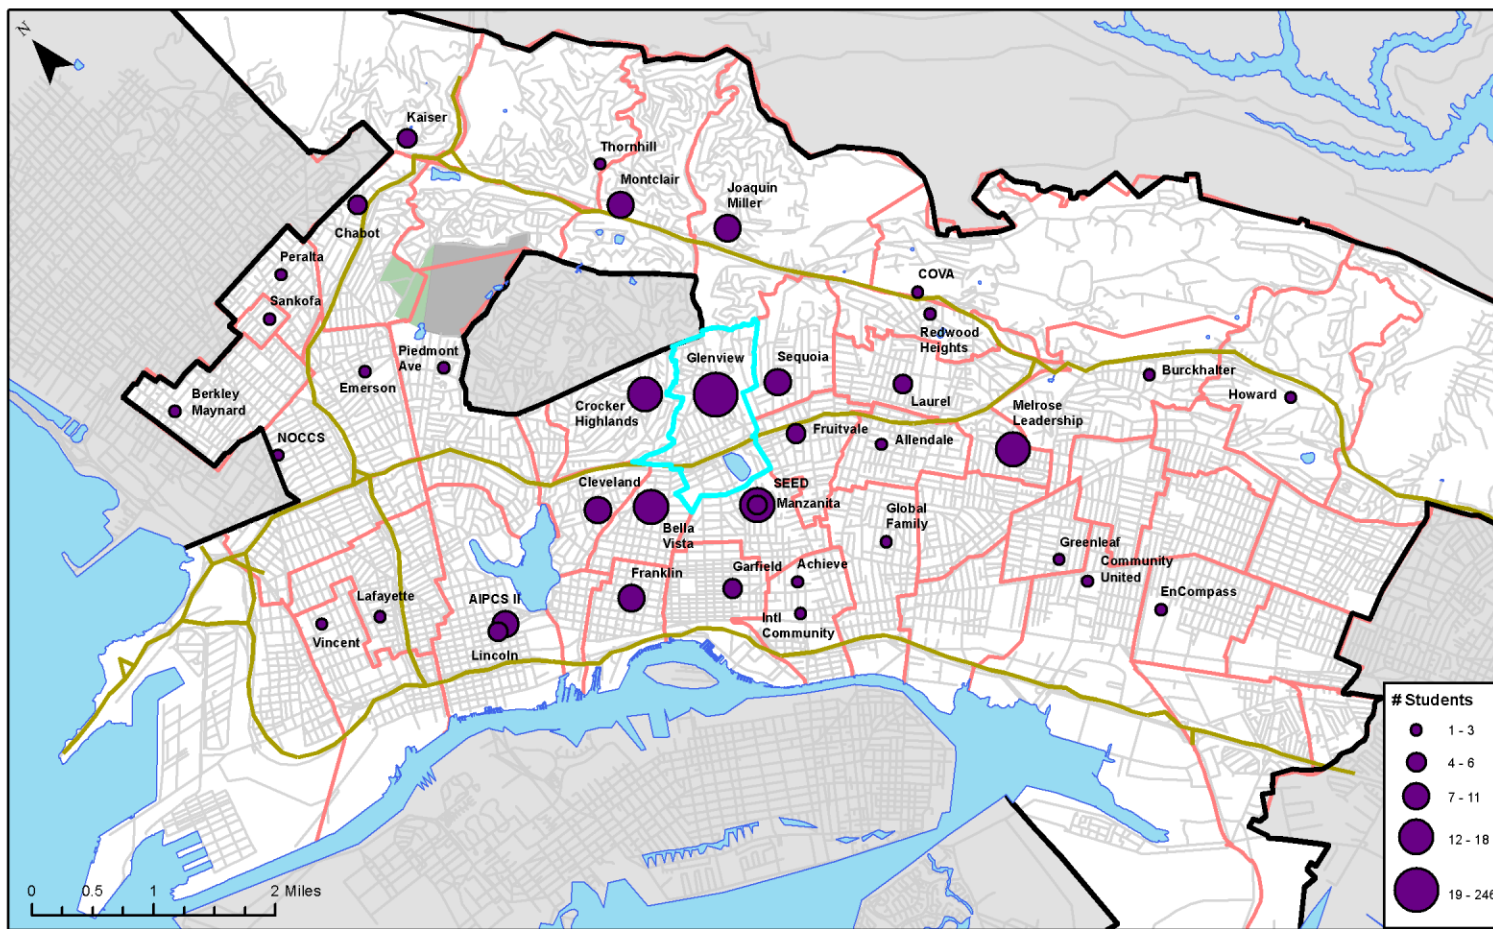 N
Kaiser
Thornhill
Montclair
Joaquin
Miller
Chabot
Peralta
COVA
Sankofa
Redwood
Heights
Piedmont
Ave
Glenview
Sequoia
Emerson
Burckhalter
Berkley
Maynard
Crocker
Highlands
Laurel
Howard
Melrose
Leadership
NOCCS
Fruitvale
Allendale
Cleveland
SEED
Manzanita
Bella
Vista
Global
Family
Greenleaf
Community
United
Franklin
Garfield
Achieve
EnCompass
Lafayette
AIPCS II
Intl
Community
Vincent
Lincoln
# Students
1 - 3
4 - 6
7 - 11
12 - 18
19 - 246
0 0.5 1 2 Miles